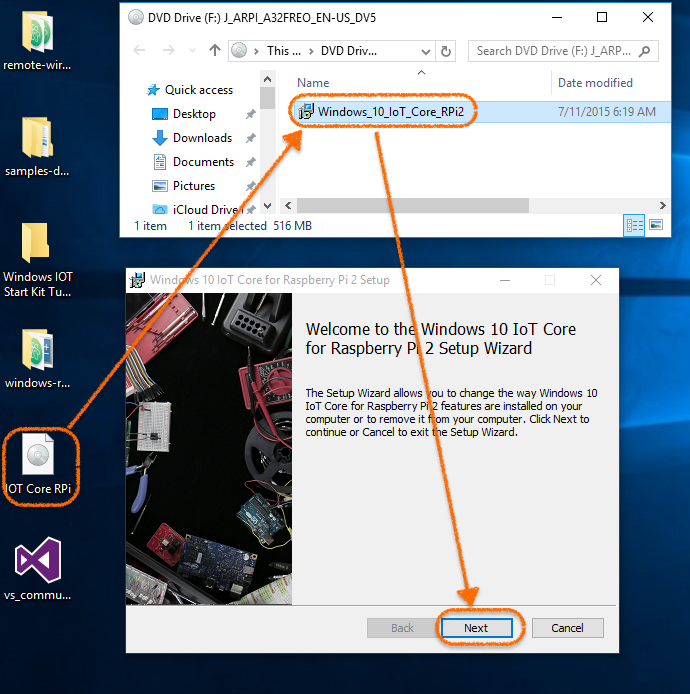 remote-wir...
samples-d...
Windows IOT
Start Kit Tu...
windows-r...
IOT Core RPi
vs_commu...
DVD Drive (F:) J_ARPI_A32FREO_EN-US_DV5
This ... > DVD Driv...
Search DVD Drive (F:) J_ARP...
Quick access
Desktop
Downloads
Documents
Pictures
iCloud Drive
Name
Date modified
Windows_10_IoT_Core_RPi2
7/11/2015 6:19 AM
1 item
1 item selected 516 MB
Windows 10 IoT Core for Raspberry Pi 2 Setup
Welcome to the Windows 10 IoT Core
for Raspberry Pi 2 Setup Wizard
The Setup Wizard allows you to change the way Windows 10
IoT Core for Raspberry Pi 2 features are installed on your
computer or to remove it from your computer. Click Next to
continue or Cancel to exit the Setup Wizard.
Back
Next
Cancel